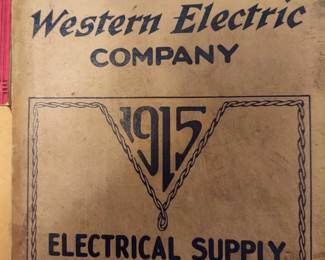 Western Electric
COMPANY
1915
ELECTRICAL SUPPLY